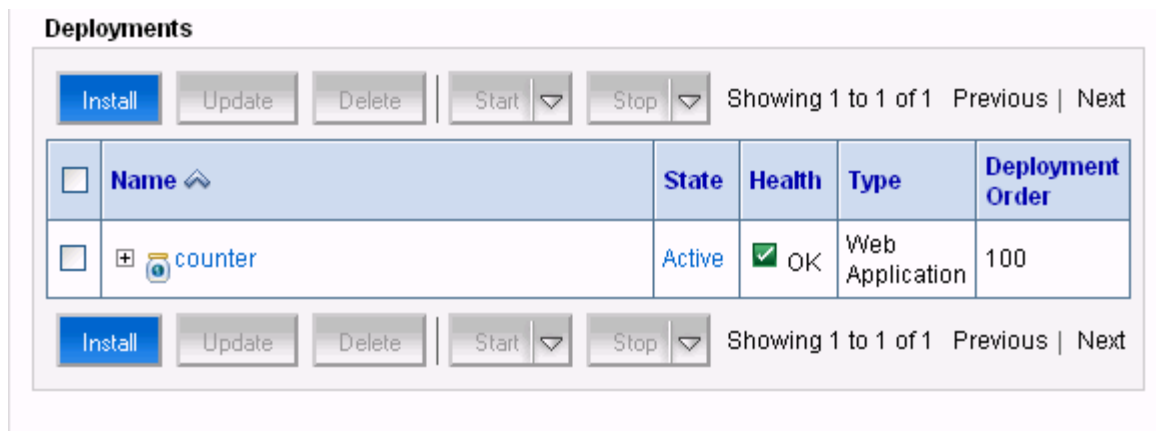 Deployments
Install Update Delete Start Stop Showing 1 to 1 of 1 Previous | Next
Name State Health Type Deployment Order
counter Active OK Web Application 100
Install Update Delete Start Stop Showing 1 to 1 of 1 Previous | Next